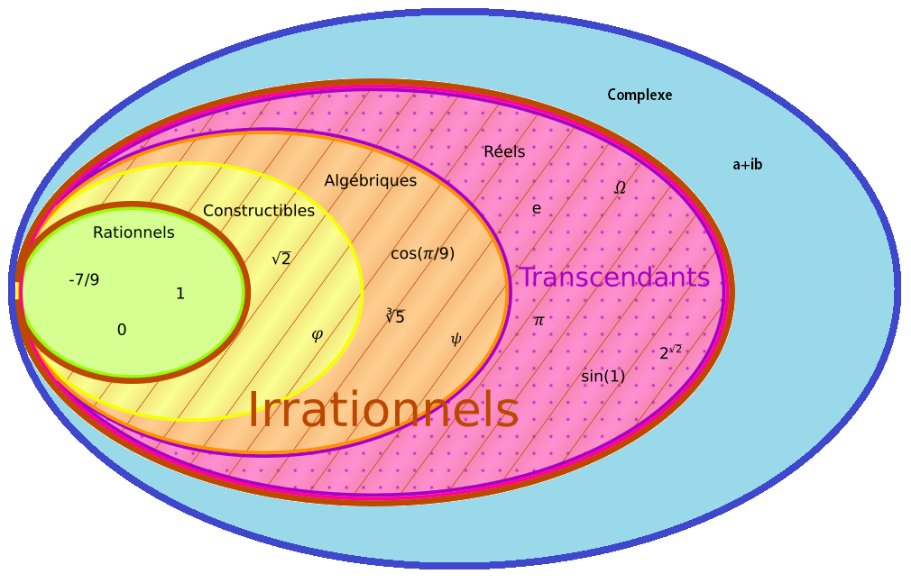 Complexe
a+ib
Réels
Ω
e
Algébriques
Constructibles
Rationnels
√2
cos(π/9)
Transcendants
-7/9
1
0
φ
∛5
ψ
π
2^√2
sin(1)
Irrationnels